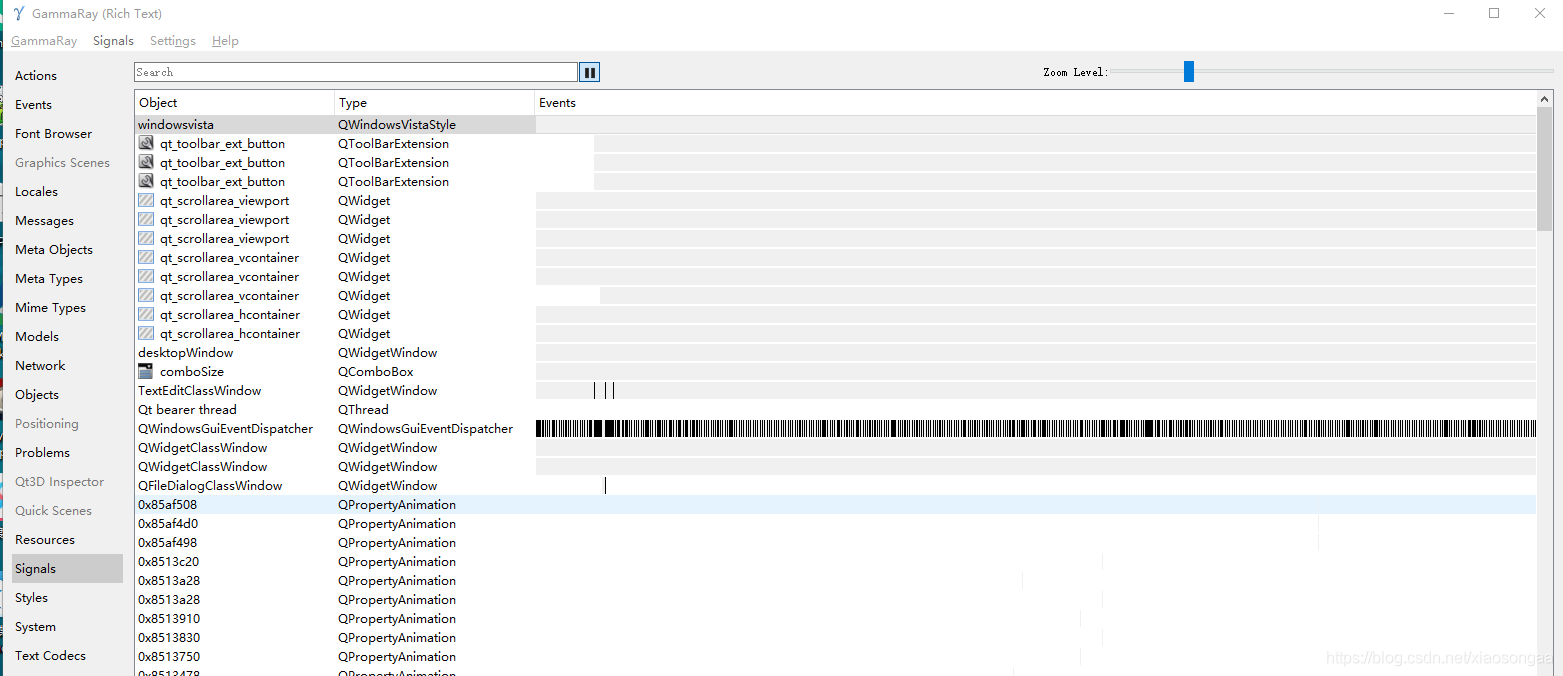 GammaRay (Rich Text)
GammaRay Signals Settings Help
Search
Zoom Level:
Actions
Events
Font Browser
Graphics Scenes
Locales
Messages
Meta Objects
Meta Types
Mime Types
Models
Network
Objects
Positioning
Problems
Qt3D Inspector
Quick Scenes
Resources
Signals
Styles
System
Text Codecs
Object Type Events
windowsvista QWindowsVistaStyle
qt_toolbar_ext_button QToolBarExtension
qt_toolbar_ext_button QToolBarExtension
qt_toolbar_ext_button QToolBarExtension
qt_scrollarea_viewport QWidget
qt_scrollarea_viewport QWidget
qt_scrollarea_viewport QWidget
qt_scrollarea_vcontainer QWidget
qt_scrollarea_vcontainer QWidget
qt_scrollarea_vcontainer QWidget
qt_scrollarea_hcontainer QWidget
qt_scrollarea_hcontainer QWidget
desktopWindow QWidgetWindow
comboSize QComboBox
TextEditClassWindow QWidgetWindow
Qt bearer thread QThread
QWindowsGuiEventDispatcher QWindowsGuiEventDispatcher
QWidgetClassWindow QWidgetWindow
QWidgetClassWindow QWidgetWindow
QFileDialogClassWindow QWidgetWindow
0x85af508 QPropertyAnimation
0x85af4d0 QPropertyAnimation
0x85af498 QPropertyAnimation
0x8513c20 QPropertyAnimation
0x8513a28 QPropertyAnimation
0x8513a28 QPropertyAnimation
0x8513910 QPropertyAnimation
0x8513830 QPropertyAnimation
0x8513750 QPropertyAnimation
0x8513478 QPropertyAnimation
https://blog.csdn.net/xiaosongaa